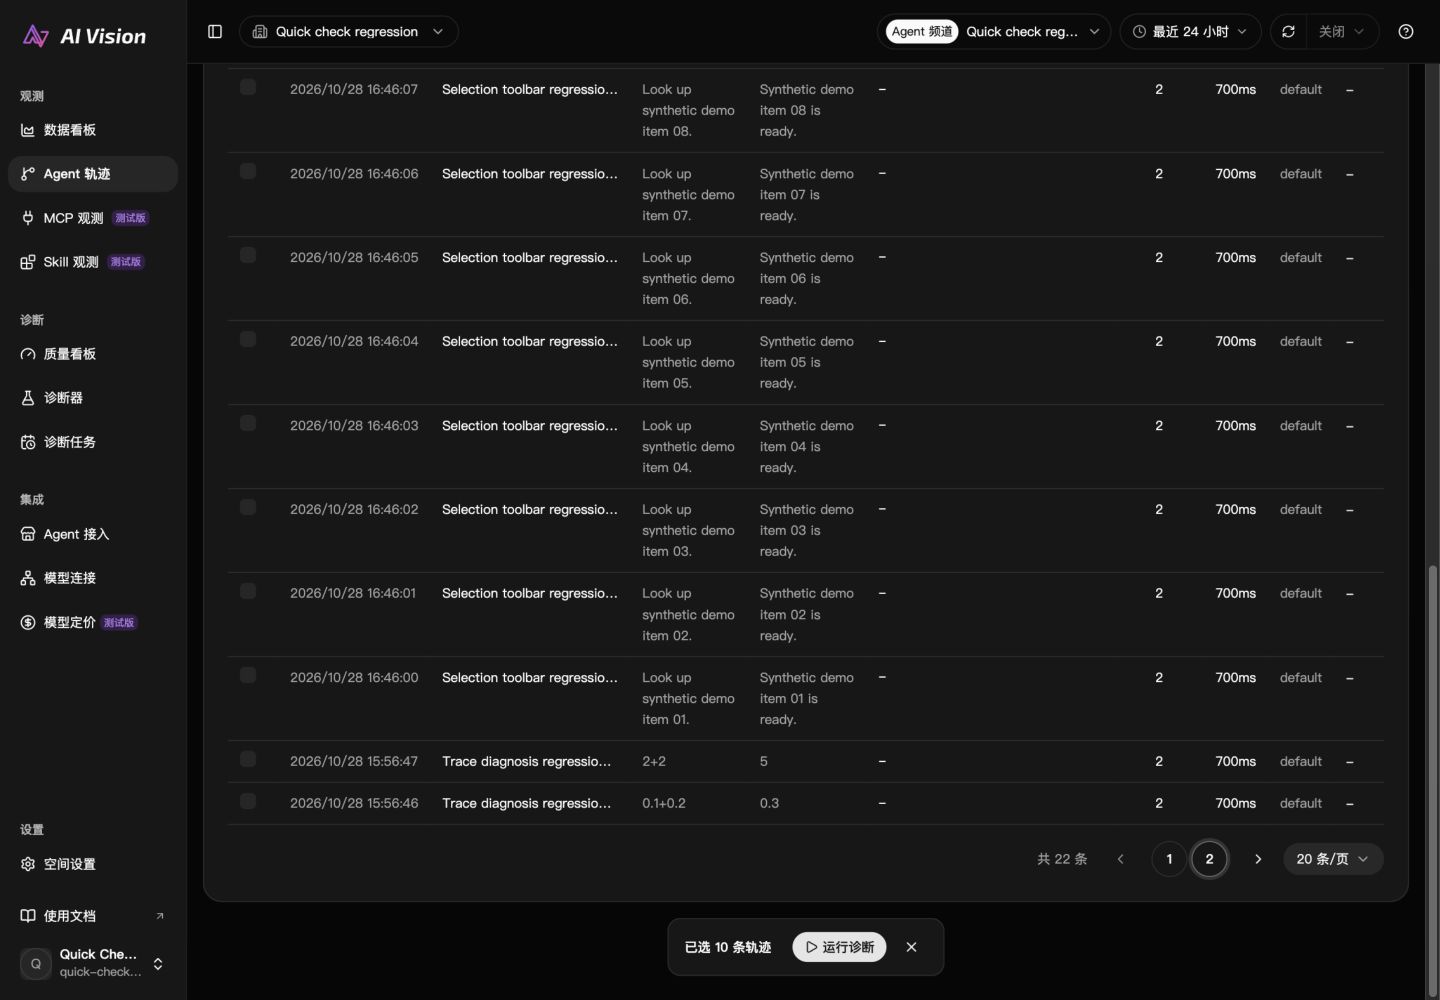 AI Vision
Quick check regression
Agent 频道 Quick check reg...
最近 24 小时
关闭
观测
数据看板
Agent 轨迹
MCP 观测 测试版
Skill 观测 测试版
诊断
质量看板
诊断器
诊断任务
集成
Agent 接入
模型连接
模型定价 测试版
设置
空间设置
使用文档
Q
Quick Che...
quick-check...
2026/10/28 16:46:07 Selection toolbar regressio... Look up Synthetic demo – 2 700ms default –
synthetic demo item 08 is
item 08. ready.
2026/10/28 16:46:06 Selection toolbar regressio... Look up Synthetic demo – 2 700ms default –
synthetic demo item 07 is
item 07. ready.
2026/10/28 16:46:05 Selection toolbar regressio... Look up Synthetic demo – 2 700ms default –
synthetic demo item 06 is
item 06. ready.
2026/10/28 16:46:04 Selection toolbar regressio... Look up Synthetic demo – 2 700ms default –
synthetic demo item 05 is
item 05. ready.
2026/10/28 16:46:03 Selection toolbar regressio... Look up Synthetic demo – 2 700ms default –
synthetic demo item 04 is
item 04. ready.
2026/10/28 16:46:02 Selection toolbar regressio... Look up Synthetic demo – 2 700ms default –
synthetic demo item 03 is
item 03. ready.
2026/10/28 16:46:01 Selection toolbar regressio... Look up Synthetic demo – 2 700ms default –
synthetic demo item 02 is
item 02. ready.
2026/10/28 16:46:00 Selection toolbar regressio... Look up Synthetic demo – 2 700ms default –
synthetic demo item 01 is
item 01. ready.
2026/10/28 15:56:47 Trace diagnosis regressio... 2+2 5 – 2 700ms default –
2026/10/28 15:56:46 Trace diagnosis regressio... 0.1+0.2 0.3 – 2 700ms default –
共 22 条 1 2 20 条/页
已选 10 条轨迹 运行诊断